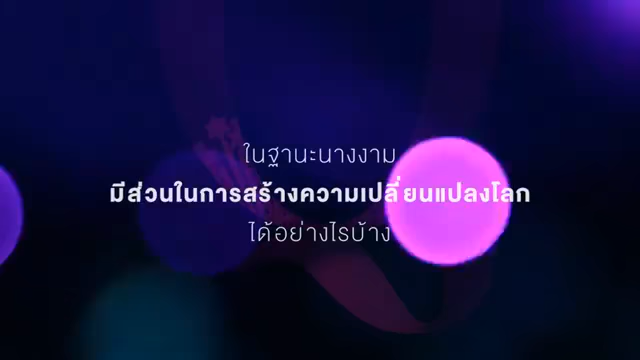 ในฐานะนางงาม
มีส่วนในการสร้างความเปลี่ยนแปลงโลก
ได้อย่างไรบ้าง